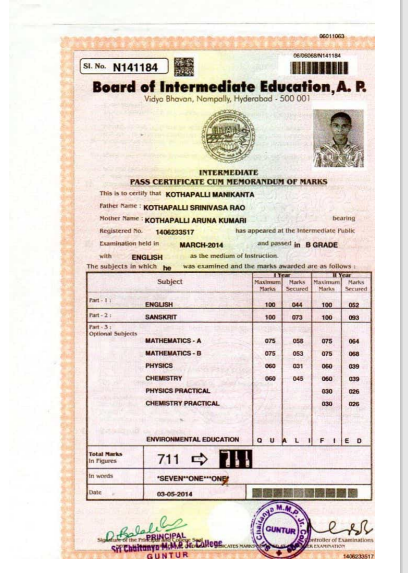 06011063
Sl. No. N141184
06/06068/N141184
Board of Intermediate Education, A. P.
Vidya Bhavan, Nampally, Hyderabad - 500 001
INTERMEDIATE
PASS CERTIFICATE CUM MEMORANDUM OF MARKS
This is to certify that KOTHAPALLI MANIKANTA
Father Name : KOTHAPALLI SRINIVASA RAO
Mother Name : KOTHAPALLI ARUNA KUMARI bearing
Registered No. 1406233517 has appeared at the Intermediate Public
Examination held in MARCH-2014 and passed in B GRADE
with ENGLISH as the medium of instruction.
The subjects in which he was examined and the marks awarded are as follows :
Subject I Year II Year
Maximum Marks Marks Secured Maximum Marks Marks Secured
Part - 1 :
ENGLISH 100 044 100 052
Part - 2 :
SANSKRIT 100 073 100 093
Part - 3 :
Optional Subjects
MATHEMATICS - A 075 058 075 064
MATHEMATICS - B 075 053 075 068
PHYSICS 060 031 060 039
CHEMISTRY 060 045 060 039
PHYSICS PRACTICAL 030 026
CHEMISTRY PRACTICAL 030 026
ENVIRONMENTAL EDUCATION Q U A L I F I E D
Total Marks
In Figures 711 711
In words *SEVEN**ONE***ONE*
Date 03-05-2014
Sri Chaitanya M.M.P. Jr. College
GUNTUR
Signature of the Principal
PRINCIPAL
Controller of Examinations
Sri Chaitanya M.M.P. Jr. College
GUNTUR
1406233517